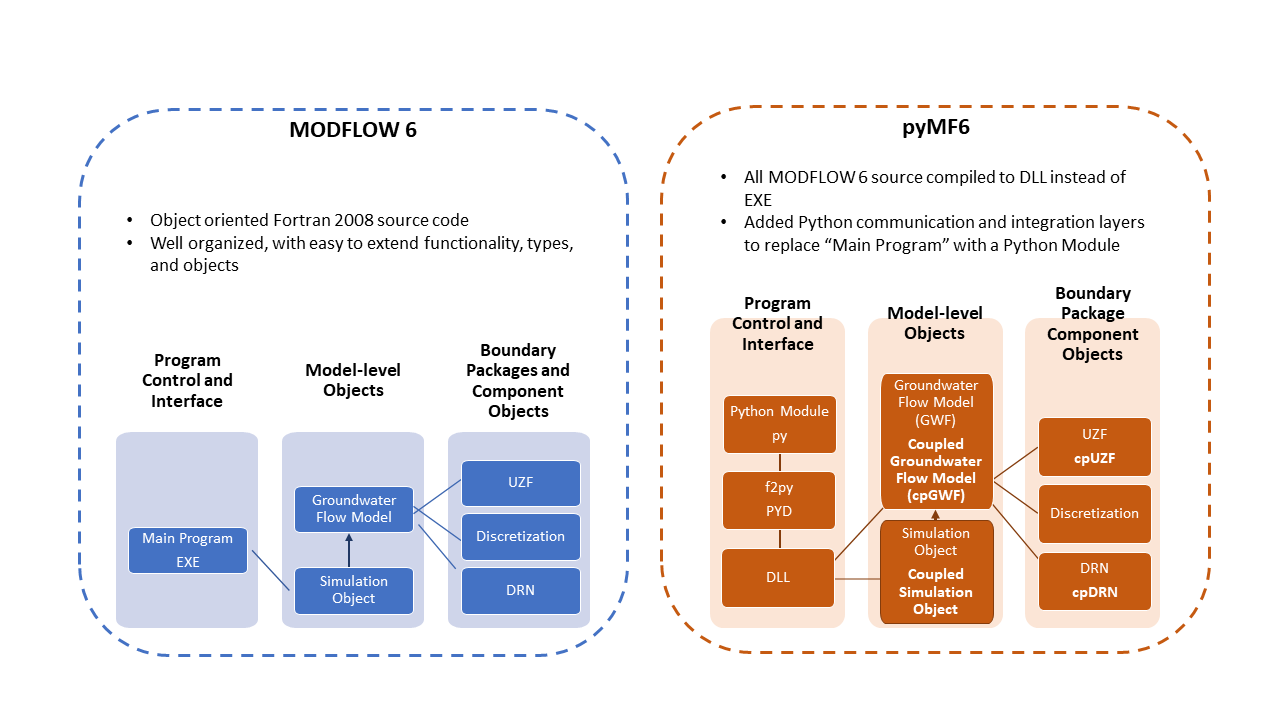 MODFLOW 6
• Object oriented Fortran 2008 source code
• Well organized, with easy to extend functionality, types,
and objects
Program
Control and
Interface
Model-level
Objects
Boundary
Packages and
Component
Objects
Main Program
EXE
Groundwater
Flow Model
Simulation
Object
UZF
Discretization
DRN
pyMF6
• All MODFLOW 6 source compiled to DLL instead of
EXE
• Added Python communication and integration layers
to replace “Main Program” with a Python Module
Program
Control and
Interface
Model-level
Objects
Boundary
Package
Component
Objects
Python Module
py
f2py
PYD
DLL
Groundwater
Flow Model
(GWF)
Coupled
Groundwater
Flow Model
(cpGWF)
Simulation
Object
Coupled
Simulation
Object
UZF
cpUZF
Discretization
DRN
cpDRN